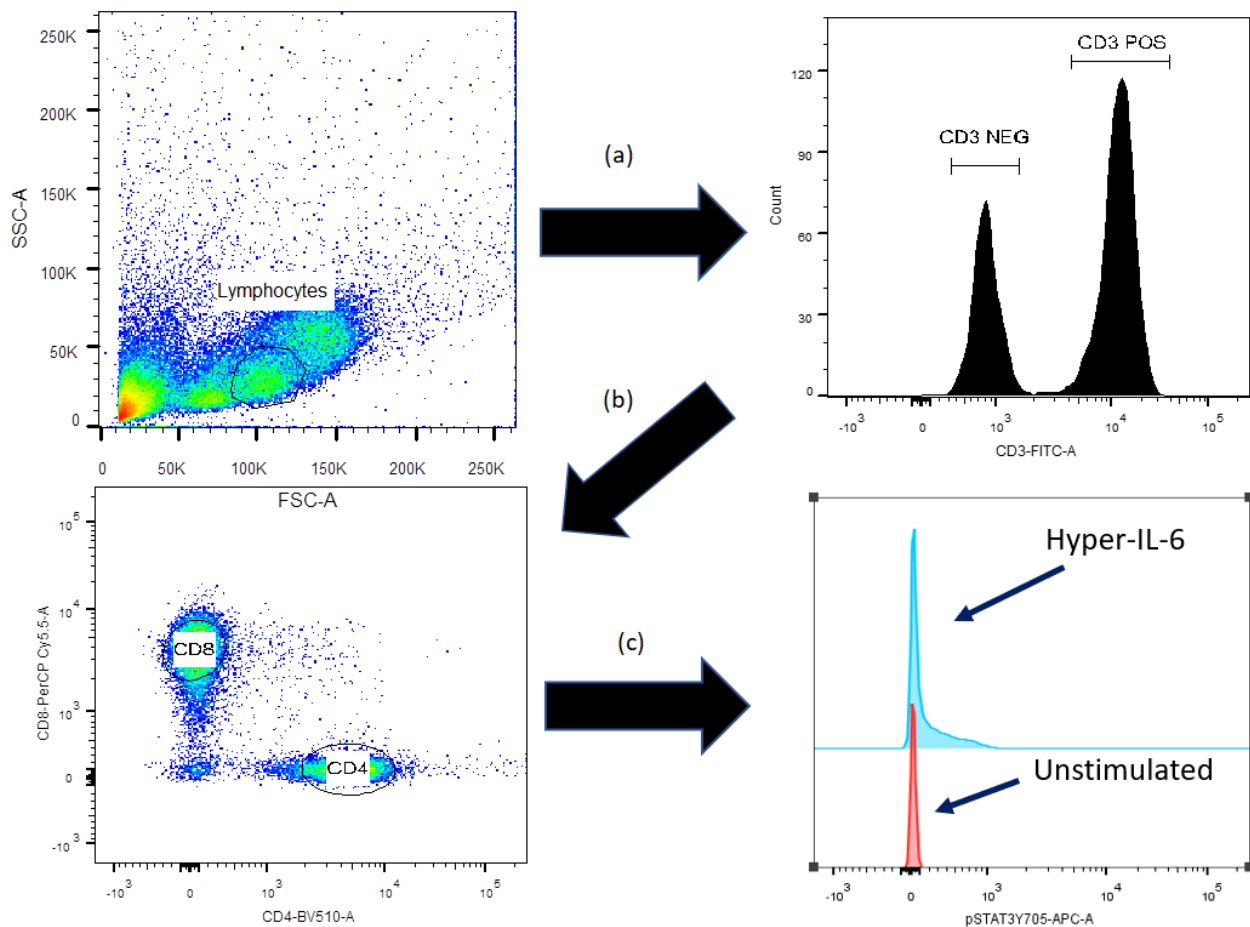 250K
200K
150K
100K
50K
0
SSC-A
Lymphocytes
0 50K 100K 150K 200K 250K
FSC-A
(a)
120
90
60
30
0
Count
CD3 NEG
CD3 POS
-10³ 0 10³ 10⁴ 10⁵
CD3-FITC-A
(b)
10⁵
10⁴
10³
0
-10³
CD8-PerCP Cy5.5-A
CD8
CD4
-10³ 0 10³ 10⁴ 10⁵
CD4-BV510-A
(c)
Hyper-IL-6
Unstimulated
-10³ 0 10³ 10⁴ 10⁵
pSTAT3Y705-APC-A